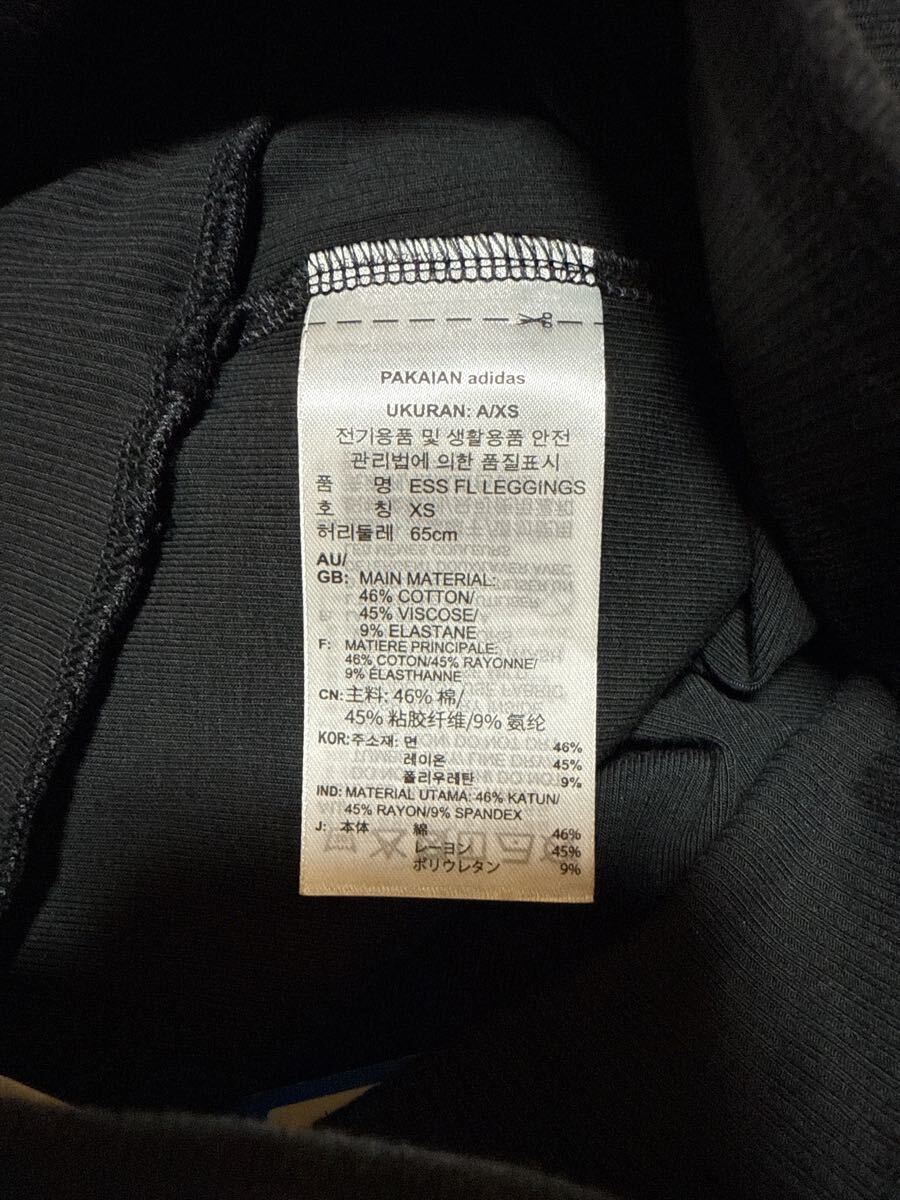 PAKAIAN adidas
UKURAN: A/XS
전기용품 및 생활용품 안전
관리법에 의한 품질표시
품 명 ESS FL LEGGINGS
호 칭 XS
허리둘레 65cm
AU/
GB: MAIN MATERIAL:
46% COTTON/
45% VISCOSE/
9% ELASTANE
F: MATIERE PRINCIPALE:
46% COTON/45% RAYONNE/
9% ELASTHANNE
CN: 主料: 46% 棉/
45% 粘胶纤维/9% 氨纶
KOR: 주소재: 면 46%
레이온 45%
폴리우레탄 9%
IND: MATERIAL UTAMA: 46% KATUN/
45% RAYON/9% SPANDEX
J: 本体 綿 46%
レーヨン 45%
ポリウレタン 9%